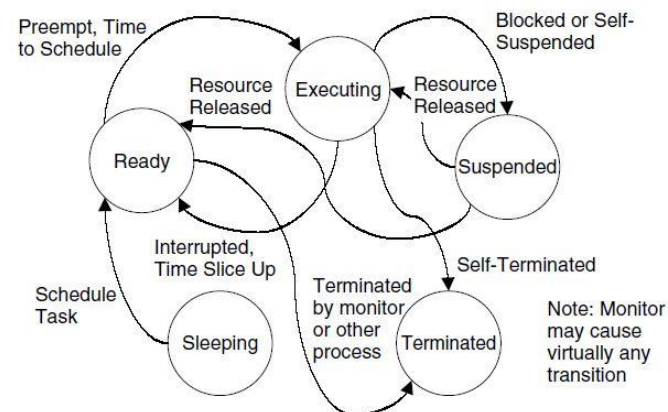 Preempt, Time
to Schedule
Blocked or Self-
Suspended
Executing
Resource
Released
Resource
Released
Ready
Suspended
Interrupted,
Time Slice Up
Self-Terminated
Schedule
Task
Terminated
by monitor
or other
process
Sleeping
Terminated
Note: Monitor
may cause
virtually any
transition